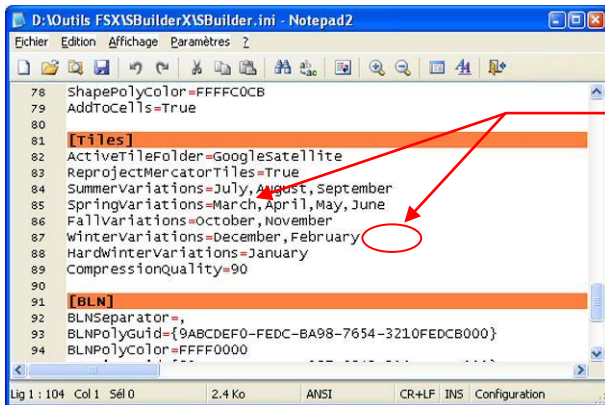 D:\Outils FSX\SBuilderX\SBuilder.ini - Notepad2
Fichier Edition Affichage Paramètres ?
78 ShapePolyColor=FFFFC0CB
79 AddToCells=True
80
81 [Tiles]
82 ActiveTileFolder=GoogleSatellite
83 ReprojectMercatorTiles=True
84 SummerVariations=July,August,September
85 SpringVariations=March,April,May,June
86 FallVariations=October,November
87 WinterVariations=December,February
88 HardWinterVariations=January
89 CompressionQuality=90
90
91 [BLN]
92 BLNSeparator=,
93 BLNPolyGuid={9ABCDEF0-FEDC-BA98-7654-3210FEDCB000}
94 BLNPolyColor=FFFF0000
Lig 1 : 104 Col 1 Sél 0 2.4 Ko ANSI CR+LF INS Configuration